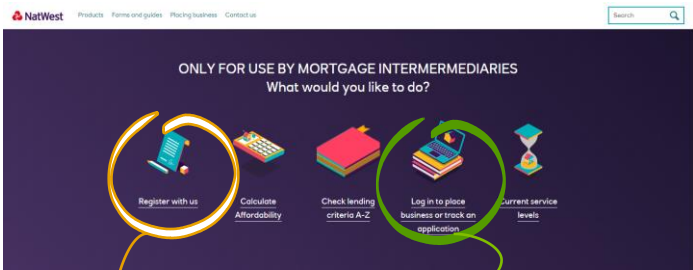 NatWest Products Forms and guides Placing business Contact us Search
ONLY FOR USE BY MORTGAGE INTERMERMEDIARIES
What would you like to do?
Register with us
Calculate
Affordability
Check lending
criteria A-Z
Log in to place
business or track an
application
Current service
levels